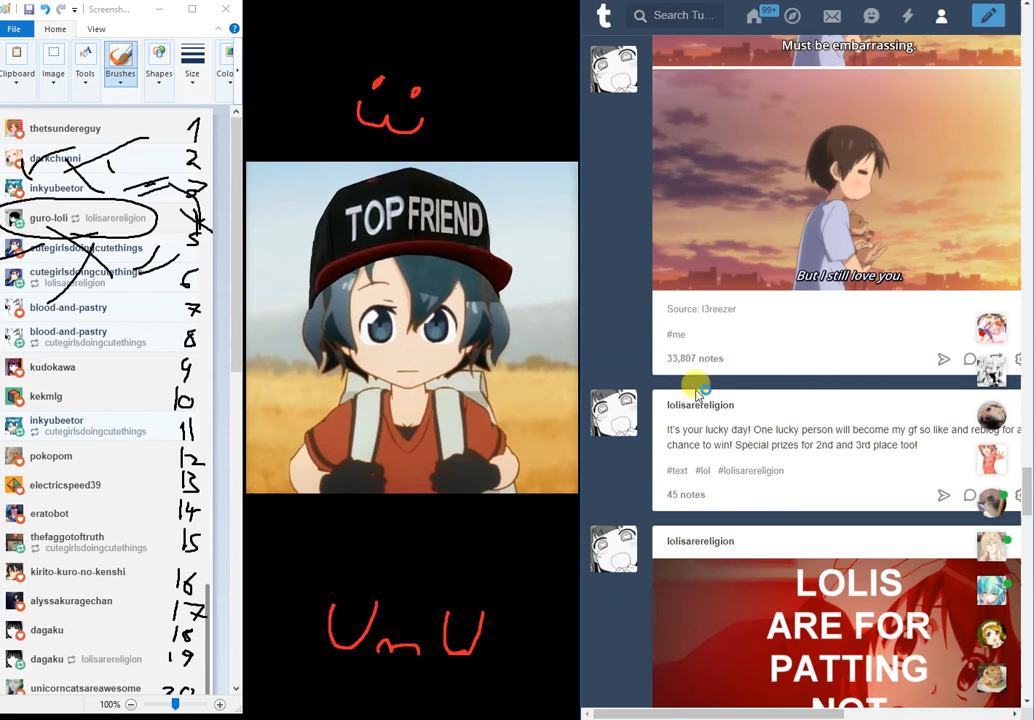 Screensh...
File
Home
View
Clipboard
Image
Tools
Brushes
Shapes
Size
Colo
thetsundereguy 1
darkchunni 2
inkyubeetor
guro-loli lolisarereligion
cutegirlsdoingcutethings 5
cutegirlsdoingcutethings
lolisarereligion 6
blood-and-pastry 7
blood-and-pastry
cutegirlsdoingcutethings 8
kudokawa 9
kekmlg 10
inkyubeetor
cutegirlsdoingcutethings 11
pokopom 12
electricspeed39 13
eratobot 14
thefaggotoftruth
cutegirlsdoingcutethings 15
kirito-kuro-no-kenshi 16
alyssakuragechan 17
dagaku 18
dagaku lolisarereligion 19
unicorncatsareawesome 20
100%
TOP FRIEND
UmU
t
Search Tu...
99+
Must be embarrassing.
But I still love you.
Source: l3reezer
#me
33,807 notes
lolisarereligion
It's your lucky day! One lucky person will become my gf so like and reblog for a
chance to win! Special prizes for 2nd and 3rd place too!
#text #lol #lolisarereligion
45 notes
lolisarereligion
LOLIS
ARE FOR
PATTING
NOT